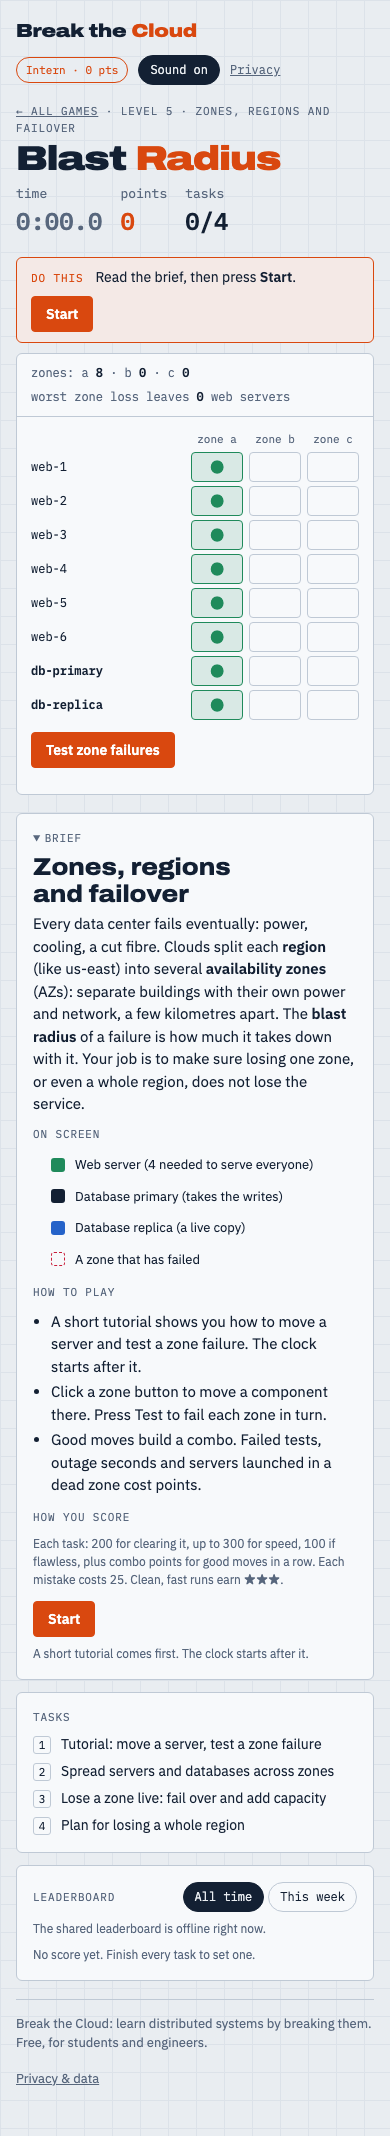 Break the Cloud
Intern · 0 pts
Sound on
Privacy
← ALL GAMES · LEVEL 5 · ZONES, REGIONS AND
FAILOVER
Blast Radius
time points tasks
0:00.0 0 0/4
DO THIS Read the brief, then press Start.
Start
zones: a 8 · b 0 · c 0
worst zone loss leaves 0 web servers
zone a zone b zone c
web-1
web-2
web-3
web-4
web-5
web-6
db-primary
db-replica
Test zone failures
▼ BRIEF
Zones, regions
and failover
Every data center fails eventually: power,
cooling, a cut fibre. Clouds split each region
(like us-east) into several availability zones
(AZs): separate buildings with their own power
and network, a few kilometres apart. The blast
radius of a failure is how much it takes down
with it. Your job is to make sure losing one zone,
or even a whole region, does not lose the
service.
ON SCREEN
Web server (4 needed to serve everyone)
Database primary (takes the writes)
Database replica (a live copy)
A zone that has failed
HOW TO PLAY
• A short tutorial shows you how to move a
server and test a zone failure. The clock
starts after it.
• Click a zone button to move a component
there. Press Test to fail each zone in turn.
• Good moves build a combo. Failed tests,
outage seconds and servers launched in a
dead zone cost points.
HOW YOU SCORE
Each task: 200 for clearing it, up to 300 for speed, 100 if
flawless, plus combo points for good moves in a row. Each
mistake costs 25. Clean, fast runs earn ★★★.
Start
A short tutorial comes first. The clock starts after it.
TASKS
1 Tutorial: move a server, test a zone failure
2 Spread servers and databases across zones
3 Lose a zone live: fail over and add capacity
4 Plan for losing a whole region
LEADERBOARD All time This week
The shared leaderboard is offline right now.
No score yet. Finish every task to set one.
Break the Cloud: learn distributed systems by breaking them.
Free, for students and engineers.
Privacy & data